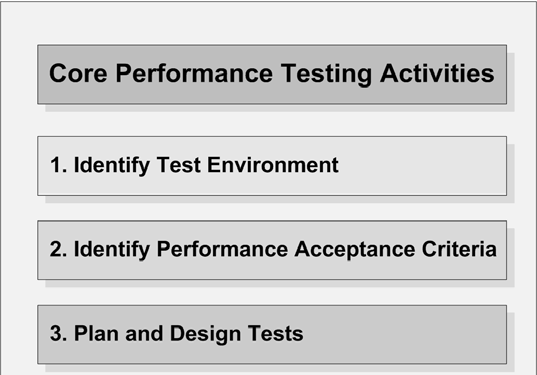 Core Performance Testing Activities
1. Identify Test Environment
2. Identify Performance Acceptance Criteria
3. Plan and Design Tests